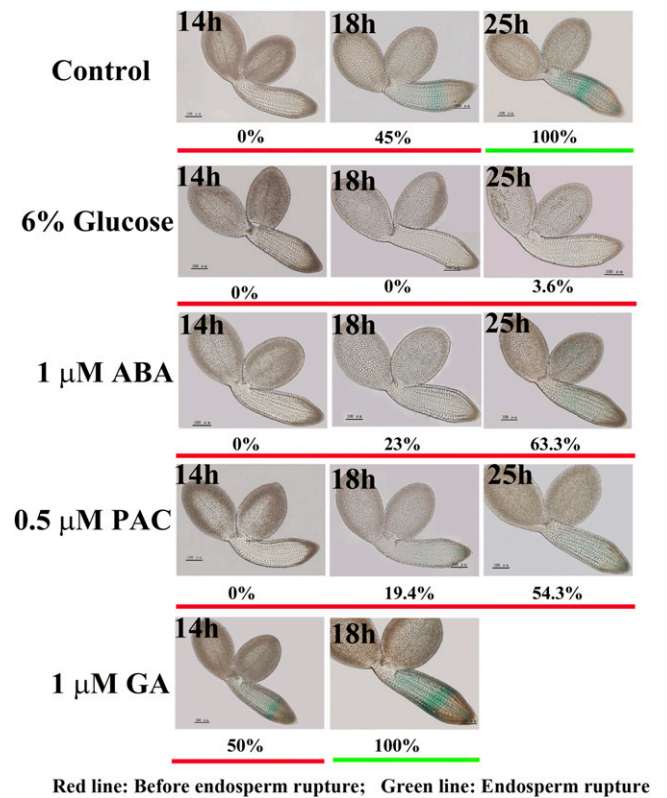 14h 18h 25h
Control
0% 45% 100%
14h 18h 25h
6% Glucose
0% 0% 3.6%
14h 18h 25h
1 μM ABA
0% 23% 63.3%
14h 18h 25h
0.5 μM PAC
0% 19.4% 54.3%
14h 18h
1 μM GA
50% 100%
Red line: Before endosperm rupture; Green line: Endosperm rupture